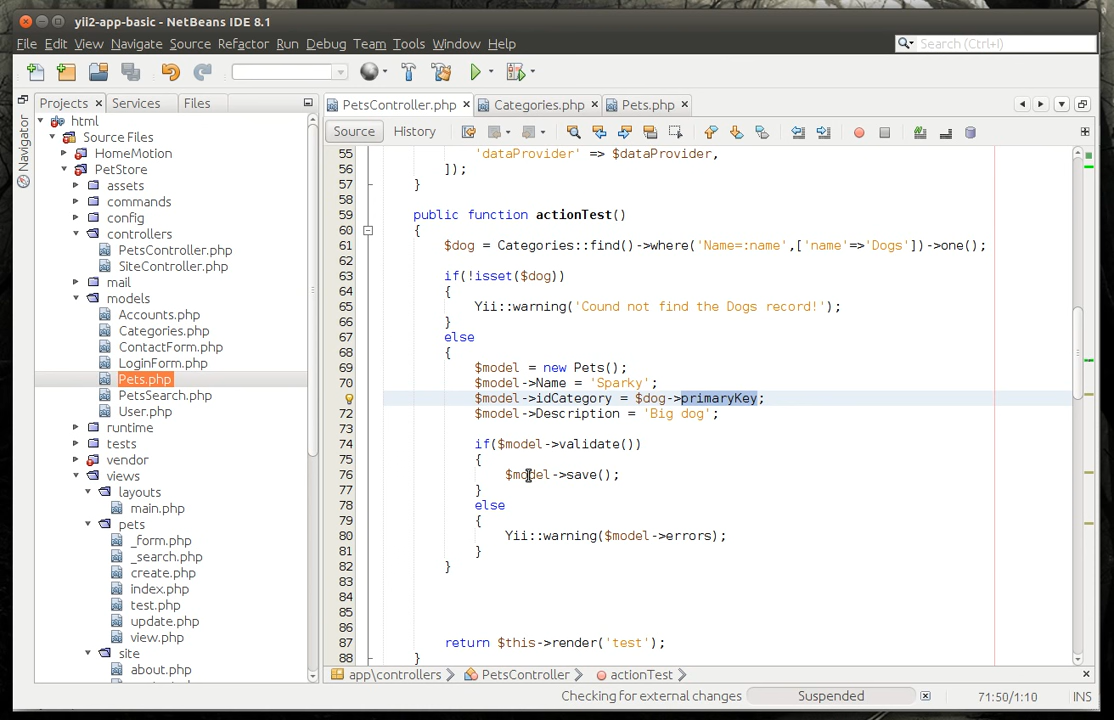 yii2-app-basic - NetBeans IDE 8.1
File Edit View Navigate Source Refactor Run Debug Team Tools Window Help
Search (Ctrl+I)
Projects Services Files
PetsController.php Categories.php Pets.php
Navigator
Source History
html
Source Files
HomeMotion
PetStore
assets
commands
config
controllers
PetsController.php
SiteController.php
mail
models
Accounts.php
Categories.php
ContactForm.php
LoginForm.php
Pets.php
PetsSearch.php
User.php
runtime
tests
vendor
views
layouts
main.php
pets
_form.php
_search.php
create.php
index.php
test.php
update.php
view.php
site
about.php
55 'dataProvider' => $dataProvider,
56 ]);
57 }
58
59 public function actionTest()
60 {
61 $dog = Categories::find()->where('Name=:name',['name'=>'Dogs'])->one();
62
63 if(!isset($dog))
64 {
65 Yii::warning('Cound not find the Dogs record!');
66 }
67 else
68 {
69 $model = new Pets();
70 $model->Name = 'Sparky';
$model->idCategory = $dog->primaryKey;
72 $model->Description = 'Big dog';
73
74 if($model->validate())
75 {
76 $model->save();
77 }
78 else
79 {
80 Yii::warning($model->errors);
81 }
82 }
83
84
85
86
87 return $this->render('test');
88 }
app\controllers PetsController actionTest
Checking for external changes Suspended 71:50/1:10 INS